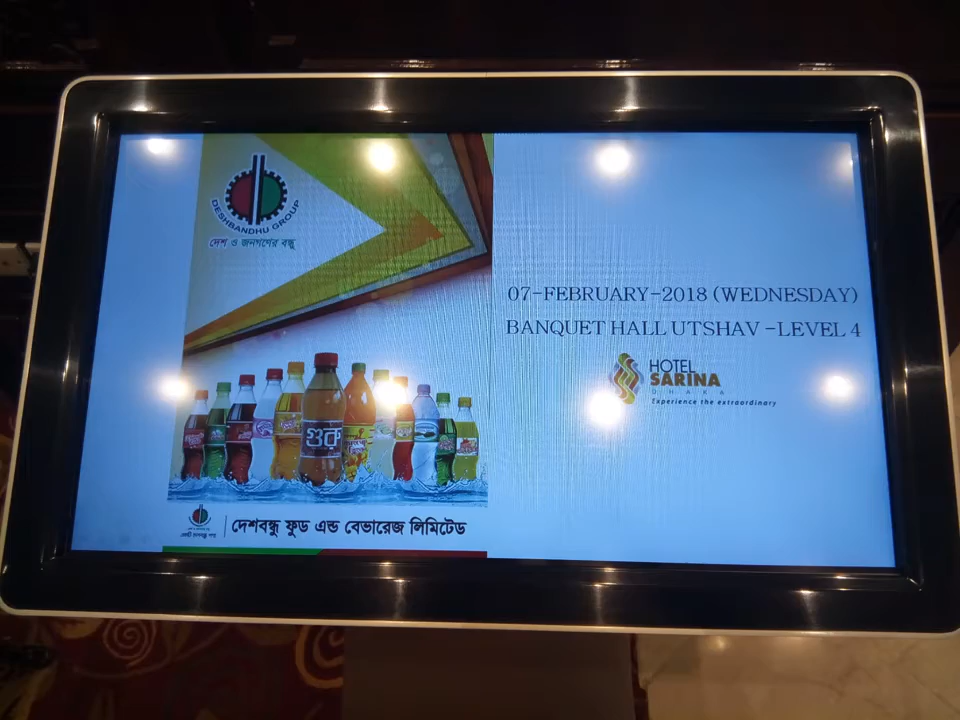 DESHBANDHU GROUP
দেশ ও জনগণের বন্ধু
গুরু
দেশবন্ধু ফুড এন্ড বেভারেজ লিমিটেড
07-FEBRUARY-2018 (WEDNESDAY)
BANQUET HALL UTSHAV -LEVEL 4
HOTEL
SARINA
DHAKA
Experience the extraordinary